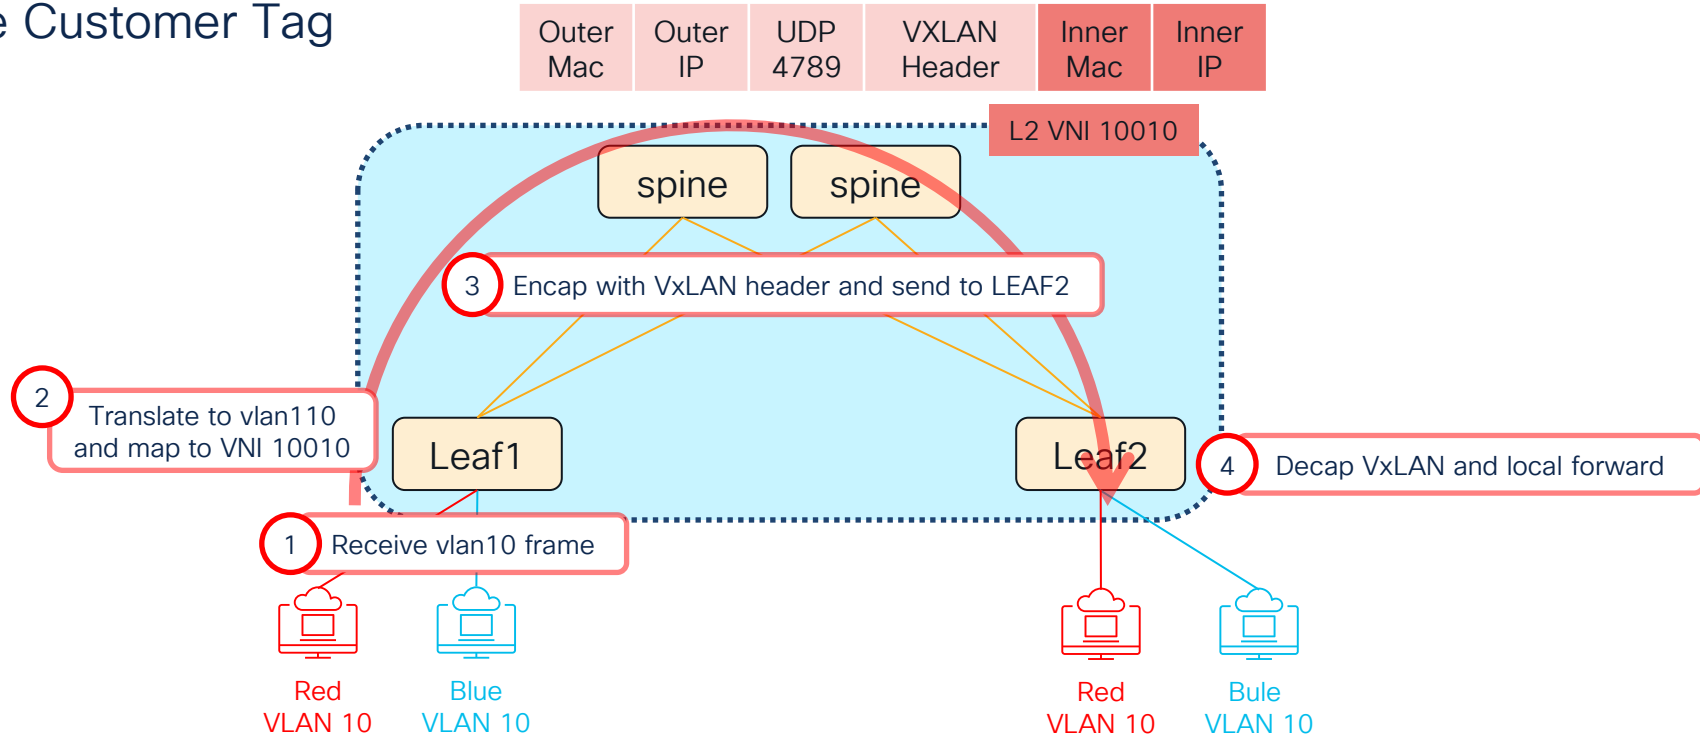 Customer Tag
Outer Mac
Outer IP
UDP 4789
VXLAN Header
Inner Mac
Inner IP
L2 VNI 10010
spine
spine
3
Encap with VxLAN header and send to LEAF2
2
Translate to vlan110
and map to VNI 10010
Leaf1
Leaf2
4
Decap VxLAN and local forward
1
Receive vlan10 frame
Red
VLAN 10
Blue
VLAN 10
Red
VLAN 10
Bule
VLAN 10